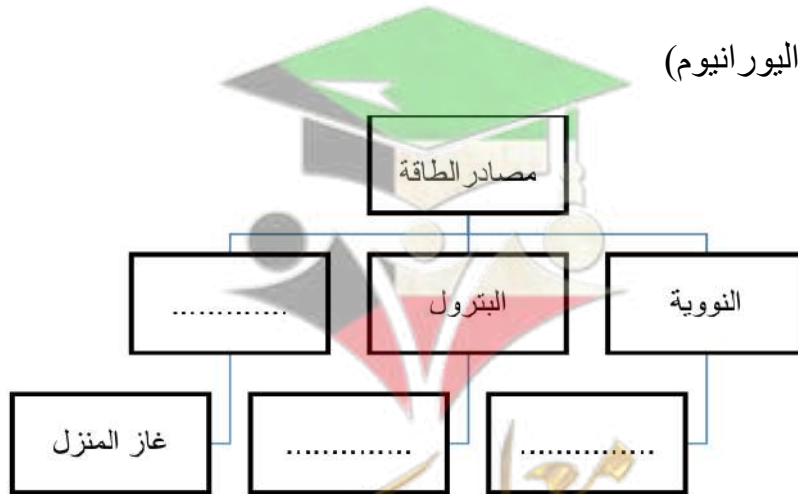 اليورانيوم)
مصادر الطاقة
النووية
البترول
.............
...............
..............
غاز المنزل